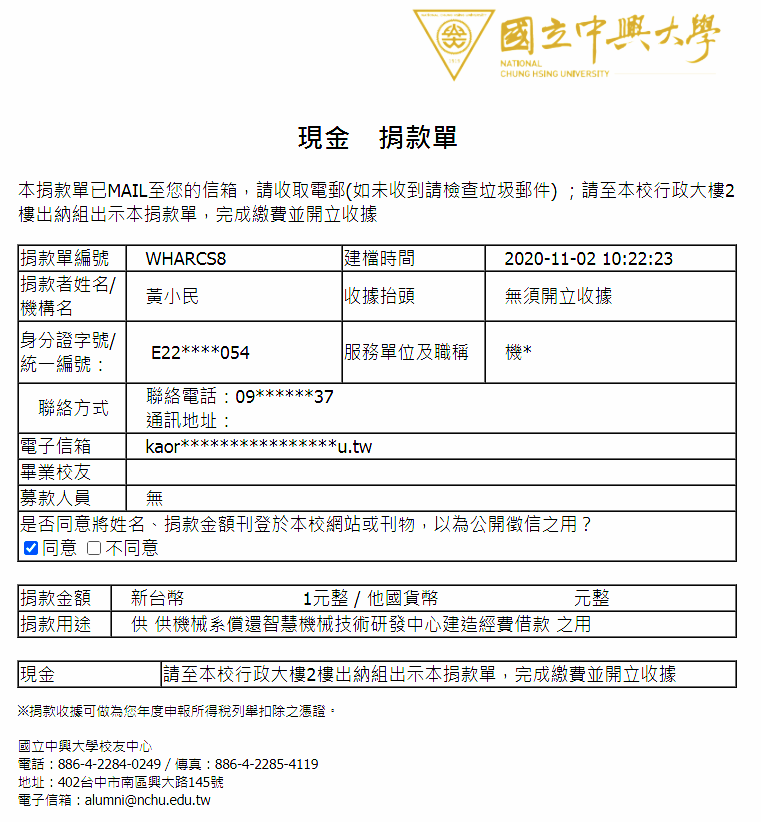 國立中興大學
NATIONAL
CHUNG HSING UNIVERSITY
現金 捐款單
本捐款單已MAIL至您的信箱，請收取電郵(如未收到請檢查垃圾郵件) ；請至本校行政大樓2
樓出納組出示本捐款單，完成繳費並開立收據
捐款單編號 WHARCS8 建檔時間 2020-11-02 10:22:23
捐款者姓名/
機構名 黃小民 收據抬頭 無須開立收據
身分證字號/
統一編號： E22****054 服務單位及職稱 機*
聯絡方式 聯絡電話：09******37
通訊地址：
電子信箱 kaor****************u.tw
畢業校友
募款人員 無
是否同意將姓名、捐款金額刊登於本校網站或刊物，以為公開徵信之用？
同意 不同意
捐款金額 新台幣 1元整 / 他國貨幣 元整
捐款用途 供 供機械系償還智慧機械技術研發中心建造經費借款 之用
現金 請至本校行政大樓2樓出納組出示本捐款單，完成繳費並開立收據
※捐款收據可做為您年度申報所得稅列舉扣除之憑證。
國立中興大學校友中心
電話：886-4-2284-0249 / 傳真：886-4-2285-4119
地址：402台中市南區興大路145號
電子信箱：alumni@nchu.edu.tw